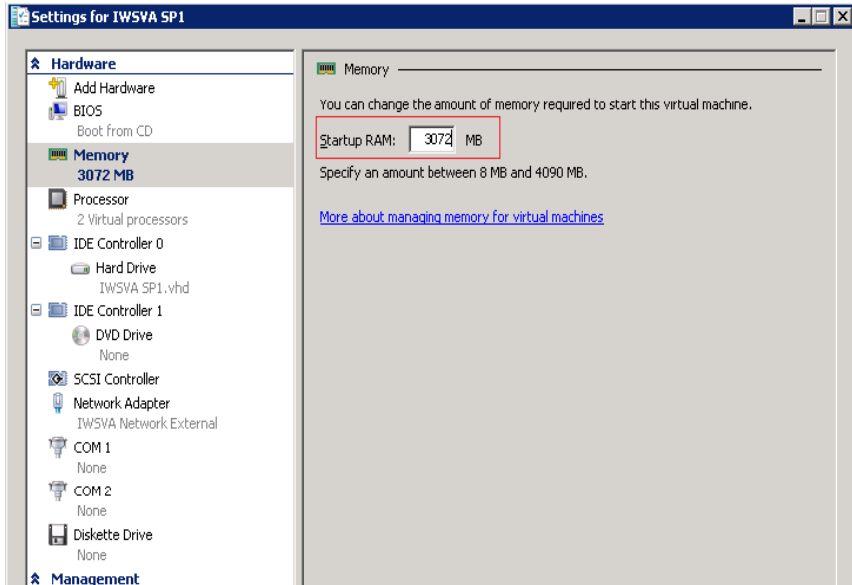 Settings for IWSVA SP1
Hardware
Add Hardware
BIOS
Boot from CD
Memory
3072 MB
Processor
2 Virtual processors
IDE Controller 0
Hard Drive
IWSVA SP1.vhd
IDE Controller 1
DVD Drive
None
SCSI Controller
Network Adapter
IWSVA Network External
COM 1
None
COM 2
None
Diskette Drive
None
Management
Memory
You can change the amount of memory required to start this virtual machine.
Startup RAM: 3072 MB
Specify an amount between 8 MB and 4090 MB.
More about managing memory for virtual machines